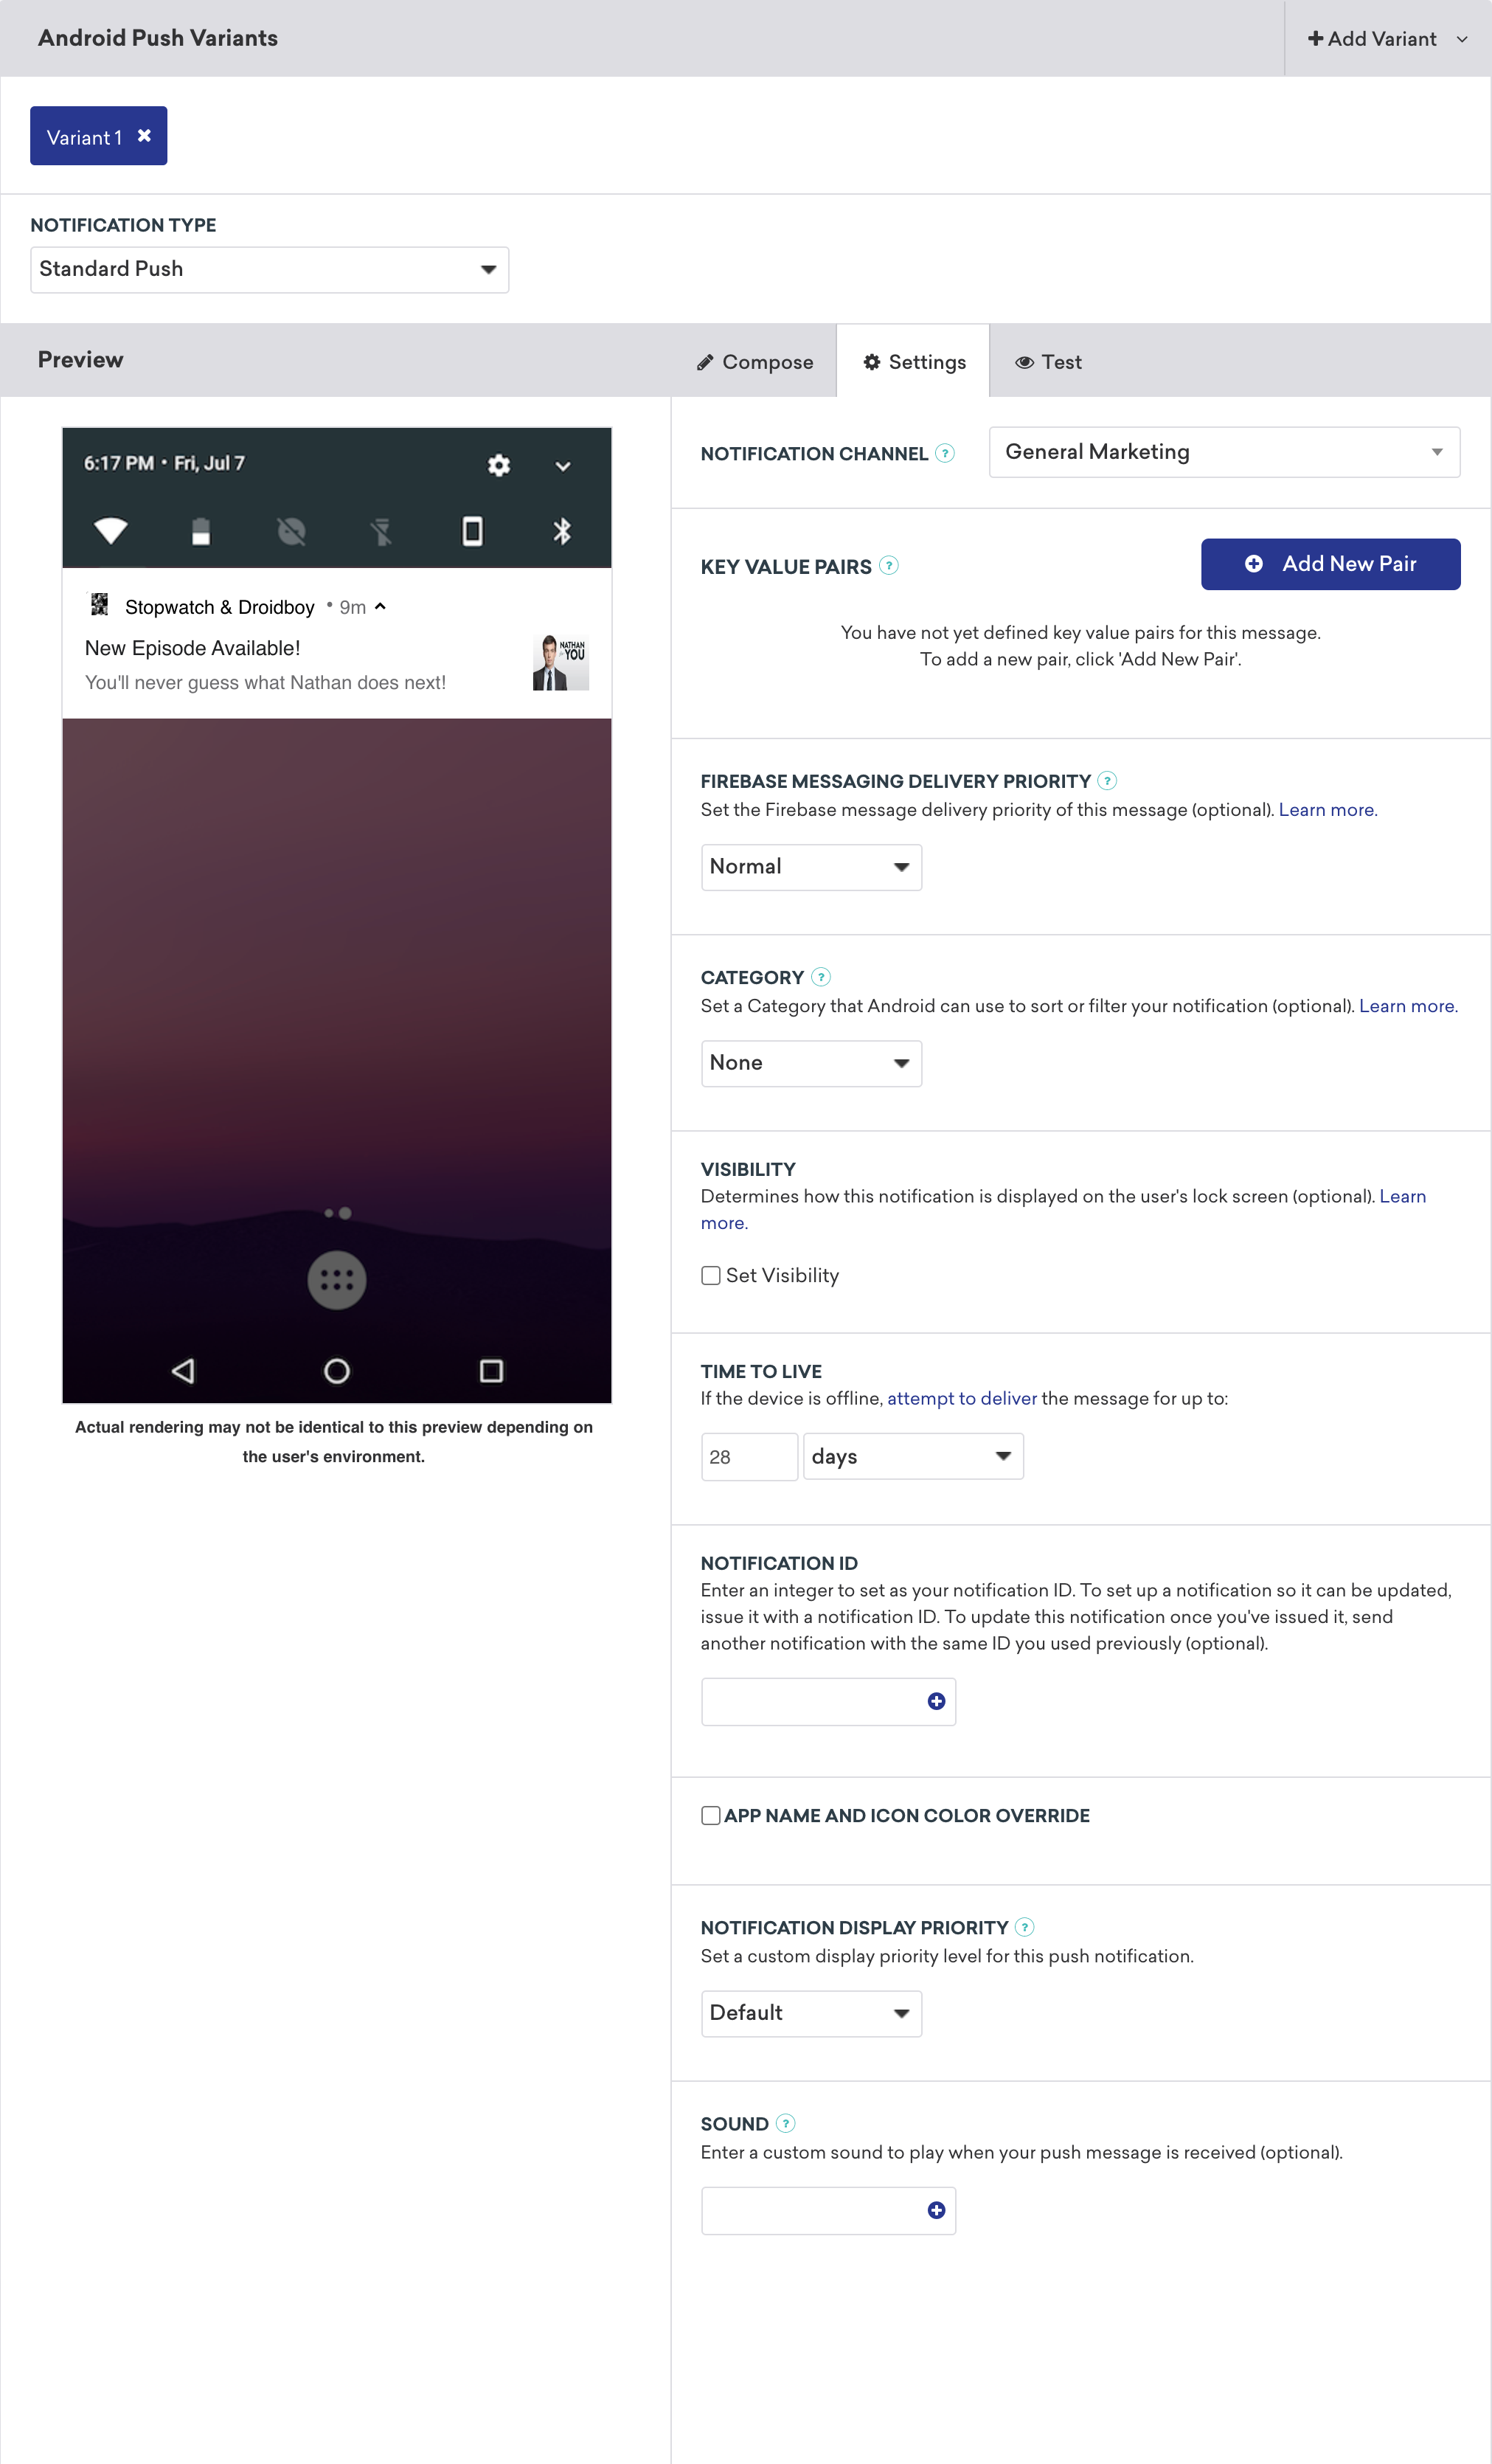 Android Push Variants
Add Variant
Variant 1
NOTIFICATION TYPE
Standard Push
Preview
Compose
Settings
Test
6:17 PM • Fri, Jul 7
Stopwatch & Droidboy • 9m
New Episode Available!
You'll never guess what Nathan does next!
NATHAN
FOR YOU
Actual rendering may not be identical to this preview depending on
the user's environment.
NOTIFICATION CHANNEL ?
General Marketing
KEY VALUE PAIRS ?
Add New Pair
You have not yet defined key value pairs for this message.
To add a new pair, click 'Add New Pair'.
FIREBASE MESSAGING DELIVERY PRIORITY ?
Set the Firebase message delivery priority of this message (optional). Learn more.
Normal
CATEGORY ?
Set a Category that Android can use to sort or filter your notification (optional). Learn more.
None
VISIBILITY
Determines how this notification is displayed on the user's lock screen (optional). Learn
more.
Set Visibility
TIME TO LIVE
If the device is offline, attempt to deliver the message for up to:
28
days
NOTIFICATION ID
Enter an integer to set as your notification ID. To set up a notification so it can be updated,
issue it with a notification ID. To update this notification once you've issued it, send
another notification with the same ID you used previously (optional).
APP NAME AND ICON COLOR OVERRIDE
NOTIFICATION DISPLAY PRIORITY ?
Set a custom display priority level for this push notification.
Default
SOUND ?
Enter a custom sound to play when your push message is received (optional).